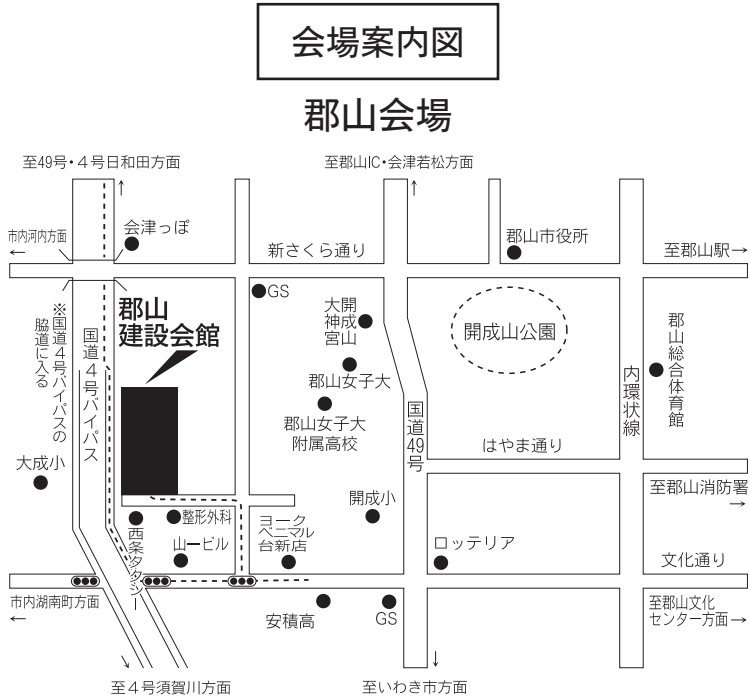 会場案内図
郡山会場
至49号・４号日和田方面
至郡山IC・会津若松方面
市内河内方面
←
会津っぽ
新さくら通り
郡山市役所
至郡山駅→
GS
※国道４号バイパスの
脇道に入る
国道４号バイパス
郡山
建設会館
大開
神成
宮山
開成山公園
郡山総合体育館
郡山女子大
内環状線
郡山女子大
附属高校
国道49号
はやま通り
大成小
至郡山消防署
→
開成小
整形外科
西条タクシー
山一ビル
ヨーク
ベニマル
台新店
ロッテリア
文化通り
市内湖南町方面
←
安積高
GS
至郡山文化
センター方面→
至４号須賀川方面
至いわき市方面